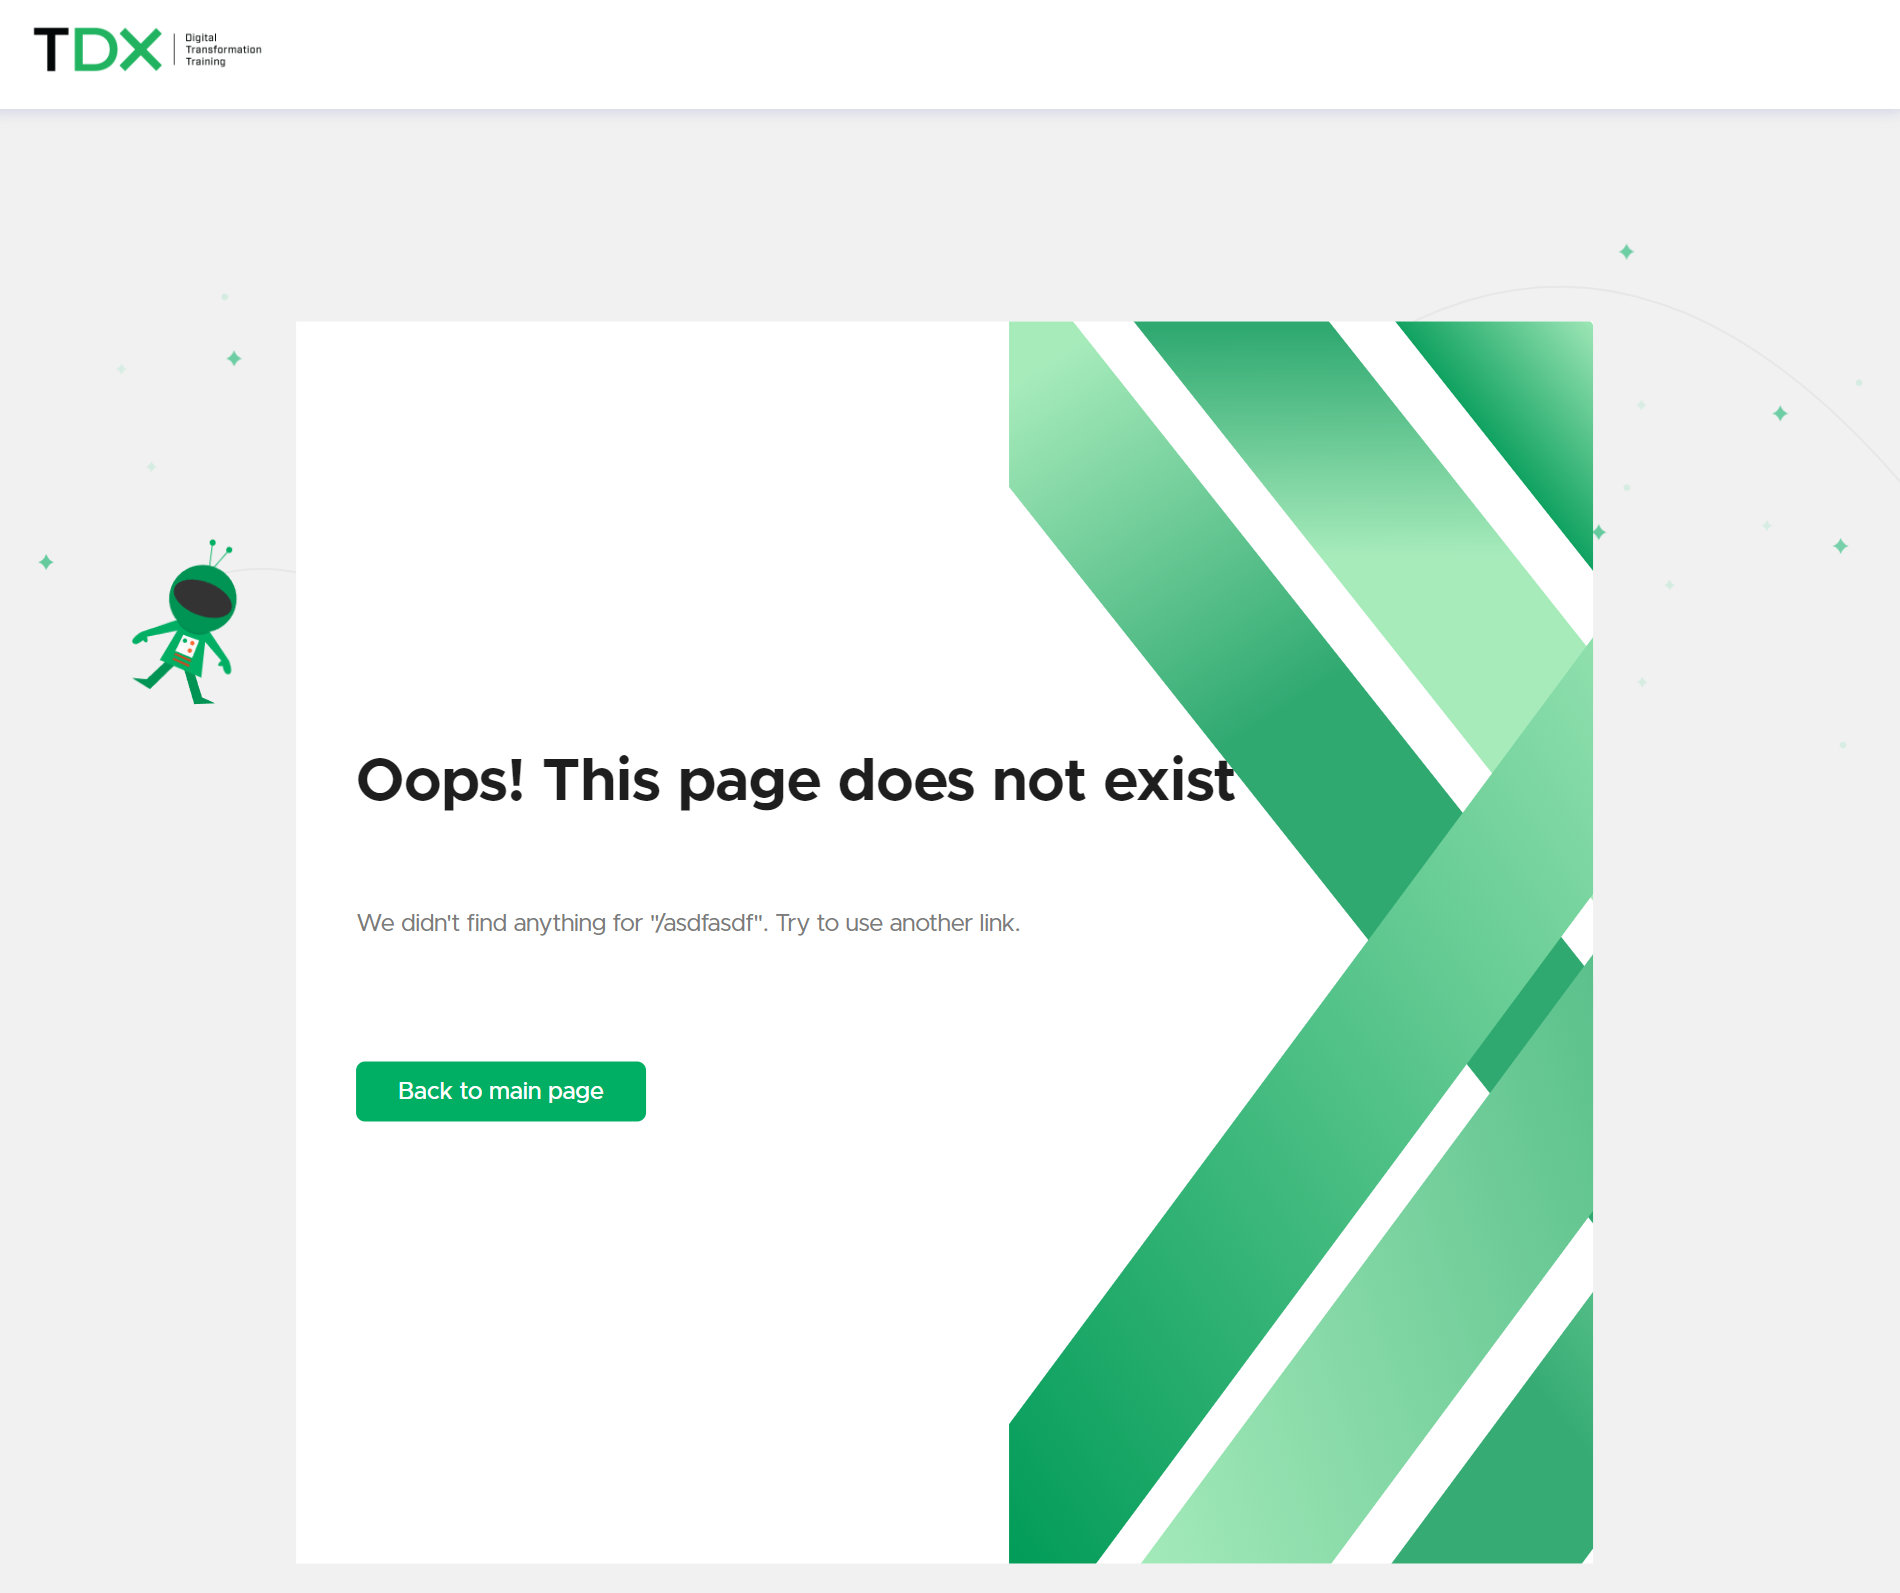 TDX
Digital
Transformation
Training
Oops! This page does not exist
We didn't find anything for "/asdfasdf". Try to use another link.
Back to main page